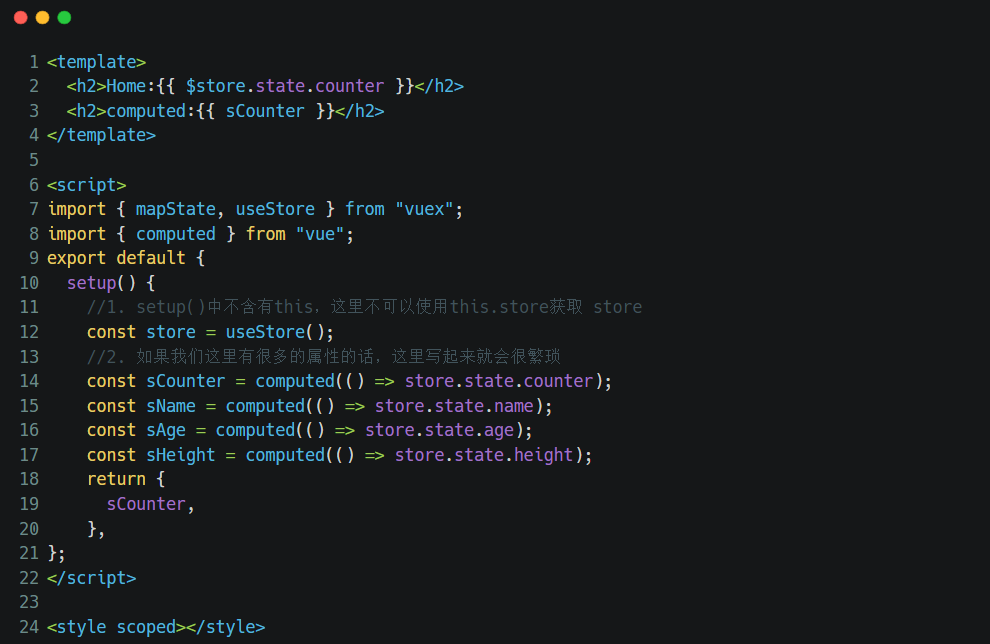 1 <template>
2   <h2>Home:{{ $store.state.counter }}</h2>
3   <h2>computed:{{ sCounter }}</h2>
4 </template>
5
6 <script>
7 import { mapState, useStore } from "vuex";
8 import { computed } from "vue";
9 export default {
10   setup() {
11     //1. setup()中不含有this，这里不可以使用this.store获取 store
12     const store = useStore();
13     //2. 如果我们这里有很多的属性的话，这里写起来就会很繁琐
14     const sCounter = computed(() => store.state.counter);
15     const sName = computed(() => store.state.name);
16     const sAge = computed(() => store.state.age);
17     const sHeight = computed(() => store.state.height);
18     return {
19       sCounter,
20     },
21 };
22 </script>
23
24 <style scoped></style>